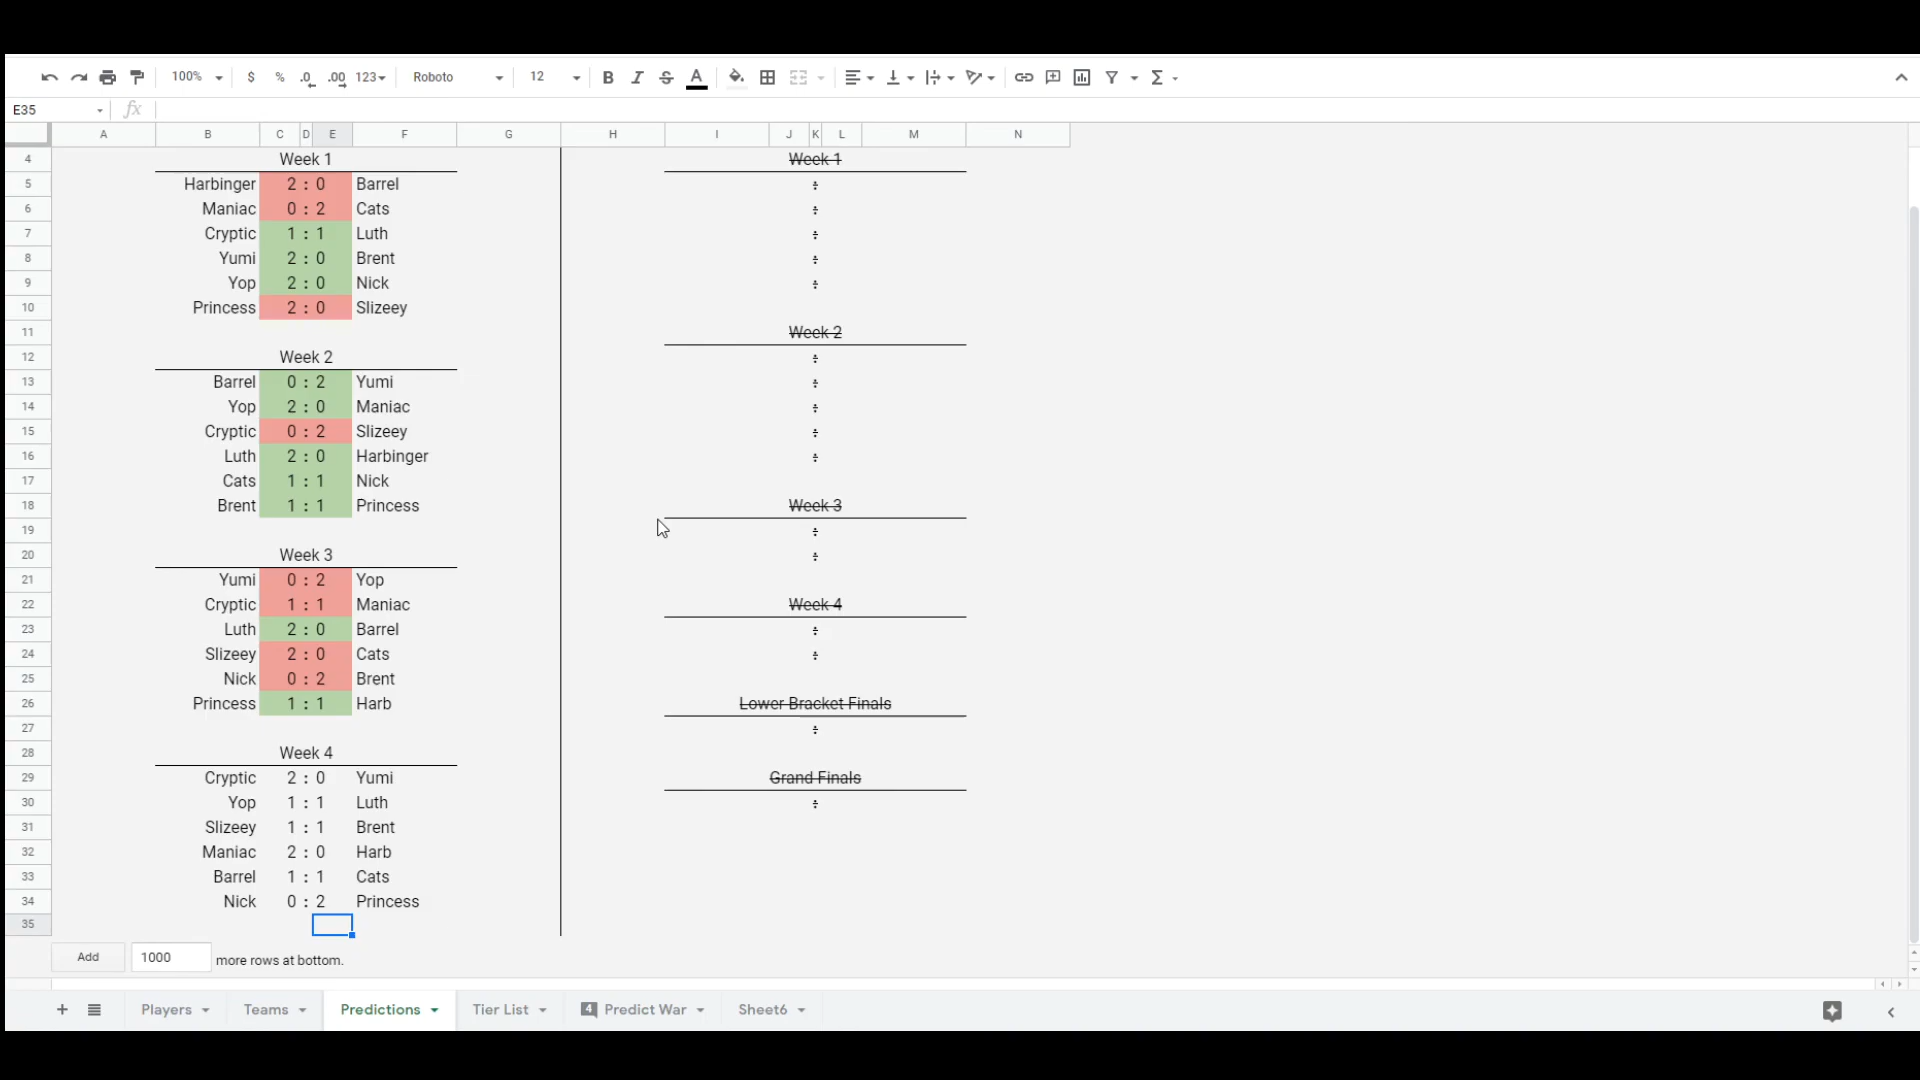 100% $ % .0 .00 123 Roboto 12 B I S A Σ
E35 fx
A B C D E F G H I J K L M N
4 Week 1 Week 1
5 Harbinger 2 : 0 Barrel :
6 Maniac 0 : 2 Cats :
7 Cryptic 1 : 1 Luth :
8 Yumi 2 : 0 Brent :
9 Yop 2 : 0 Nick :
10 Princess 2 : 0 Slizeey
11 Week 2
12 Week 2 :
13 Barrel 0 : 2 Yumi :
14 Yop 2 : 0 Maniac :
15 Cryptic 0 : 2 Slizeey :
16 Luth 2 : 0 Harbinger :
17 Cats 1 : 1 Nick
18 Brent 1 : 1 Princess Week 3
19 :
20 Week 3 :
21 Yumi 0 : 2 Yop
22 Cryptic 1 : 1 Maniac Week 4
23 Luth 2 : 0 Barrel :
24 Slizeey 2 : 0 Cats :
25 Nick 0 : 2 Brent
26 Princess 1 : 1 Harb Lower Bracket Finals
27 :
28 Week 4
29 Cryptic 2 : 0 Yumi Grand Finals
30 Yop 1 : 1 Luth :
31 Slizeey 1 : 1 Brent
32 Maniac 2 : 0 Harb
33 Barrel 1 : 1 Cats
34 Nick 0 : 2 Princess
35
Add 1000 more rows at bottom.
+ Players Teams Predictions Tier List 4 Predict War Sheet6